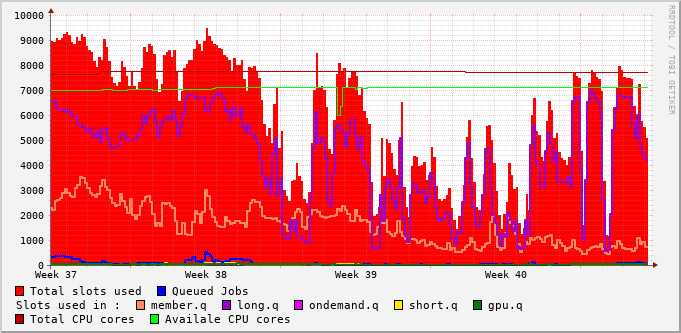 RRDTOOL / TOBI OETIKER
10000
9000
8000
7000
6000
5000
4000
3000
2000
1000
0
Week 37 Week 38 Week 39 Week 40
Total slots used Queued Jobs
Slots used in : member.q long.q ondemand.q short.q gpu.q
Total CPU cores Availale CPU cores